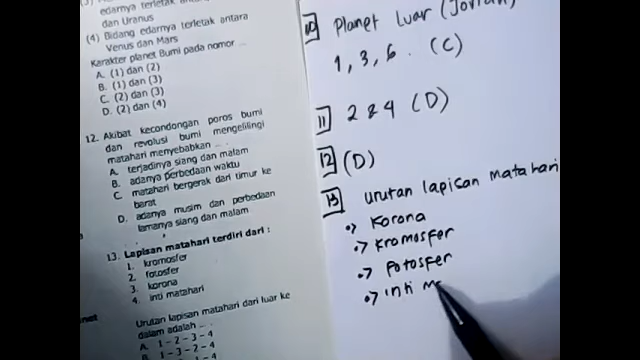 edarnya terletak
dan Uranus
(4) Bidang edarnya terletak antara
Venus dan Mars
Karakter planet Bumi pada nomor ...
A. (1) dan (2)
B. (1) dan (3)
C. (2) dan (3)
D. (2) dan (4)
12. Akibat kecondongan poros bumi
dan revolusi bumi mengelilingi
matahari menyebabkan ...
A. terjadinya siang dan malam
B. adanya perbedaan waktu
C. matahari bergerak dari timur ke
barat
D. adanya musim dan perbedaan
lamanya siang dan malam
13. Lapisan matahari terdiri dari :
1. kromosfer
2. fotosfer
3. korona
4. inti matahari
Urutan lapisan matahari dari luar ke
dalam adalah ...
A. 1 - 2 - 3 - 4
B. 1 - 3 - 2 - 4
10 Planet Luar (Jovian)
1, 3, 6. (C)
11 2 & 4 (D)
12 (D)
13 urutan lapisan matahari
•> Korona
•> Kromosfer
•> Fotosfer
•> inti